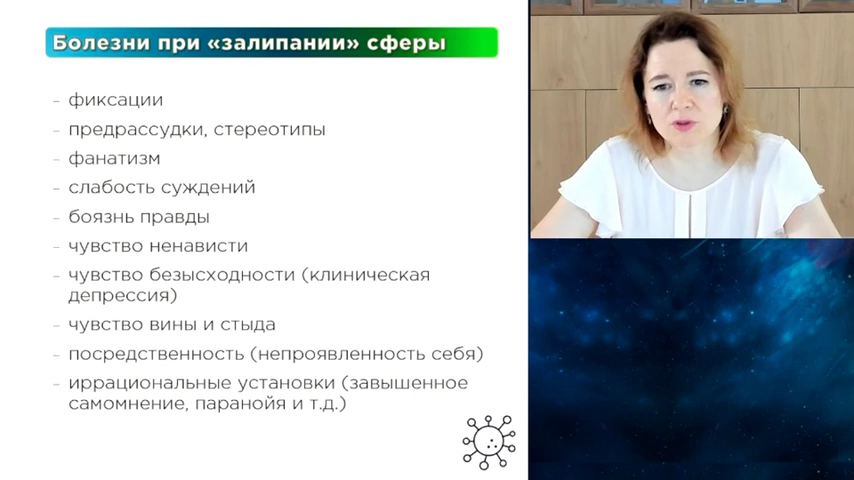 Болезни при «залипании» сферы
- фиксации
- предрассудки, стереотипы
- фанатизм
- слабость суждений
- боязнь правды
- чувство ненависти
- чувство безысходности (клиническая
депрессия)
- чувство вины и стыда
- посредственность (непроявленность себя)
- иррациональные установки (завышенное
самомнение, паранойя и т.д.)